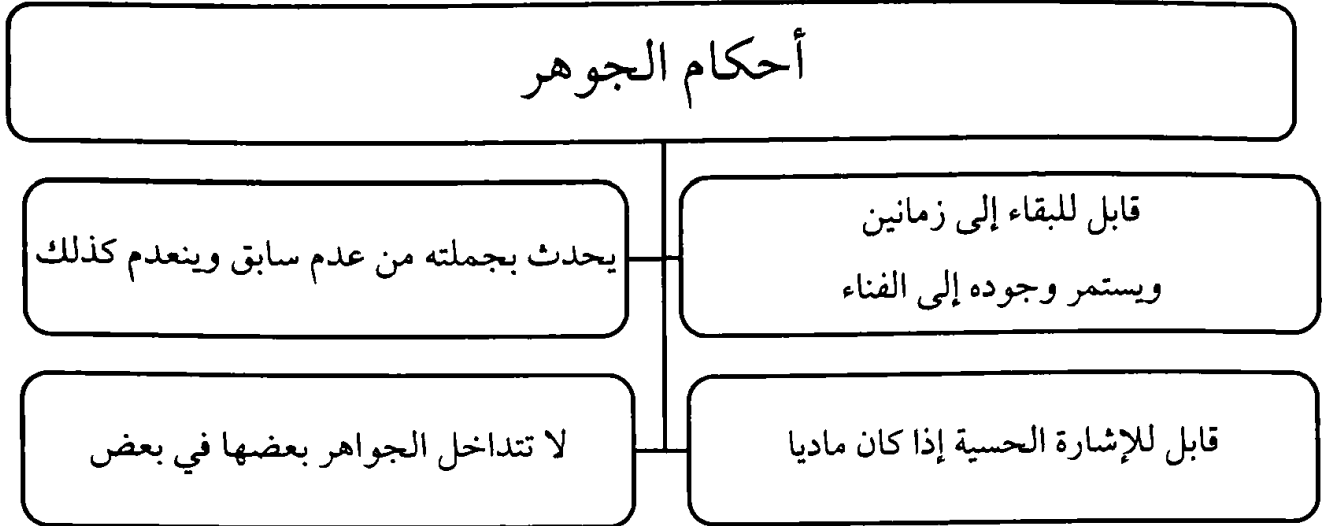 أحكام الجوهر
قابل للبقاء إلى زمانين
ويستمر وجوده إلى الفناء
يحدث بجملته من عدم سابق وينعدم كذلك
قابل للإشارة الحسية إذا كان ماديا
لا تتداخل الجواهر بعضها في بعض